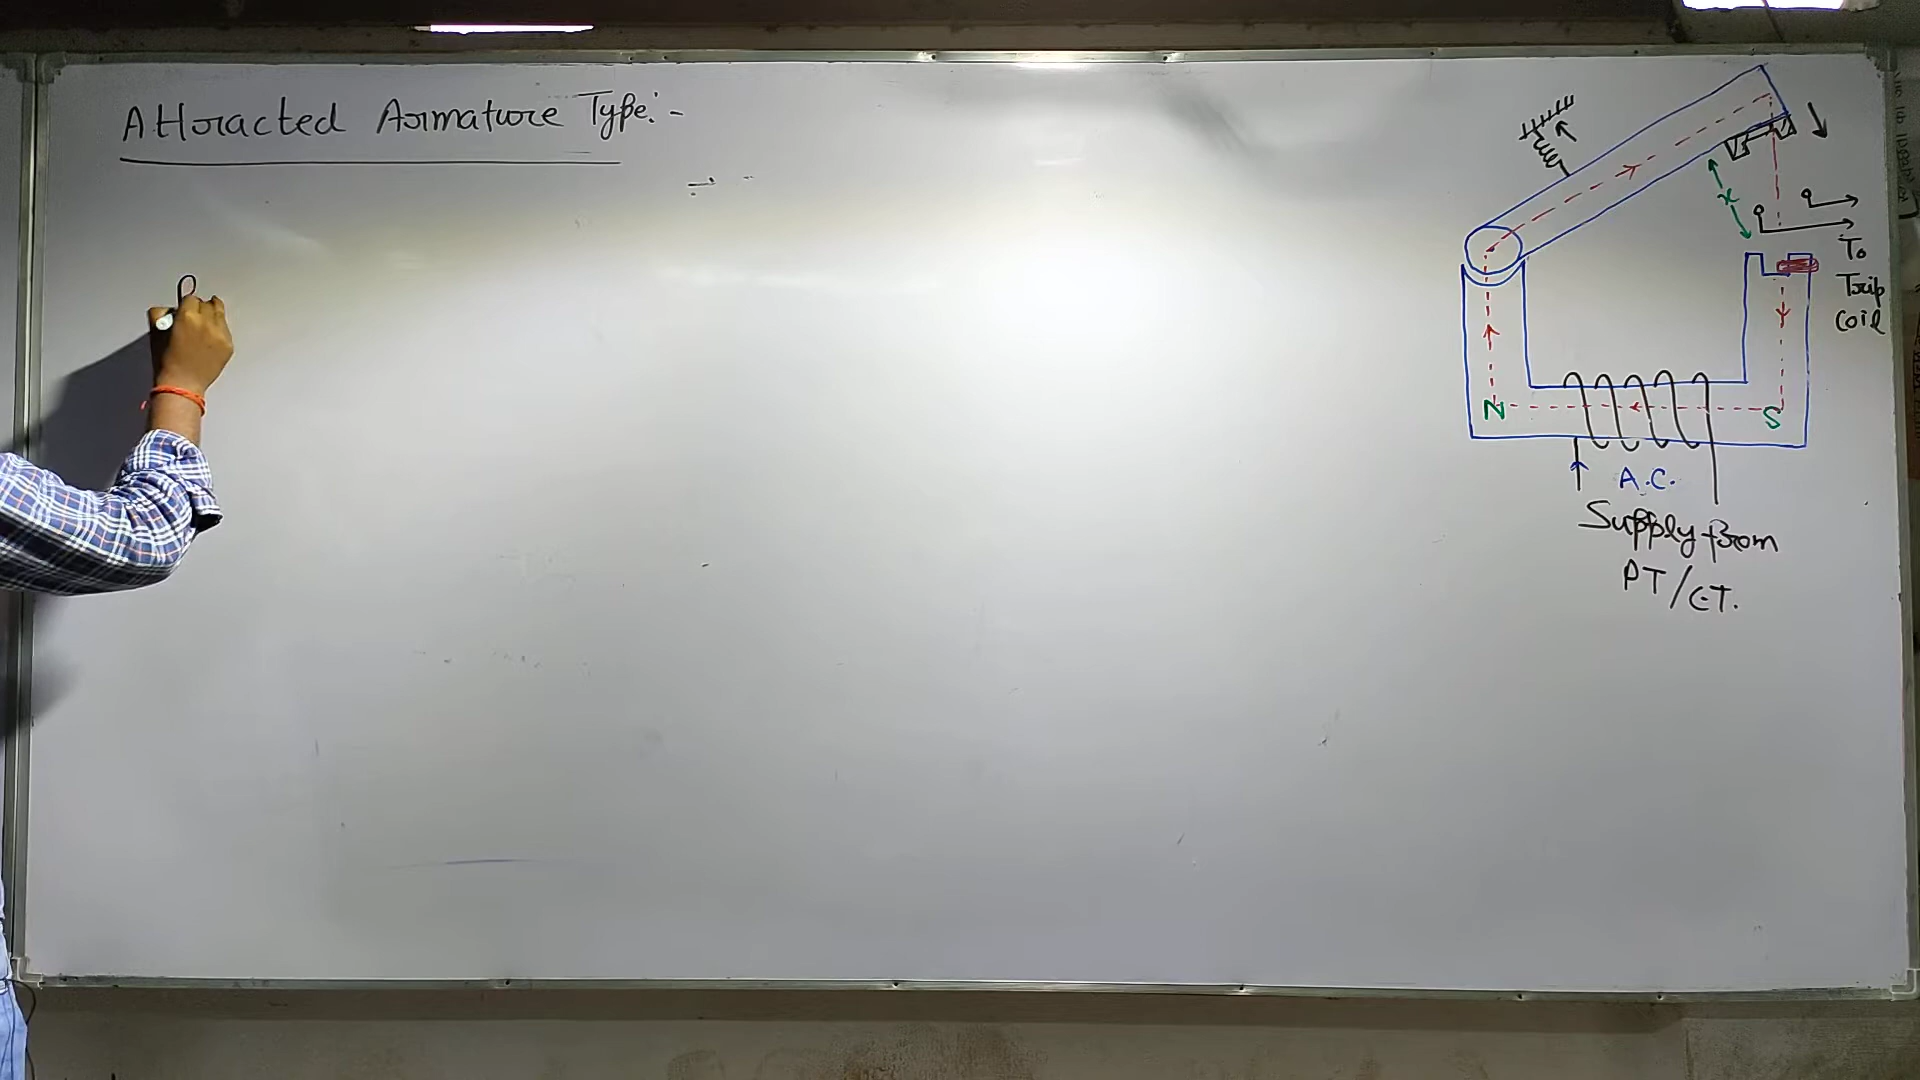 Attracted Armature Type:-
x
To
Trip
Coil
N S
A.C.
Supply from
PT/CT.